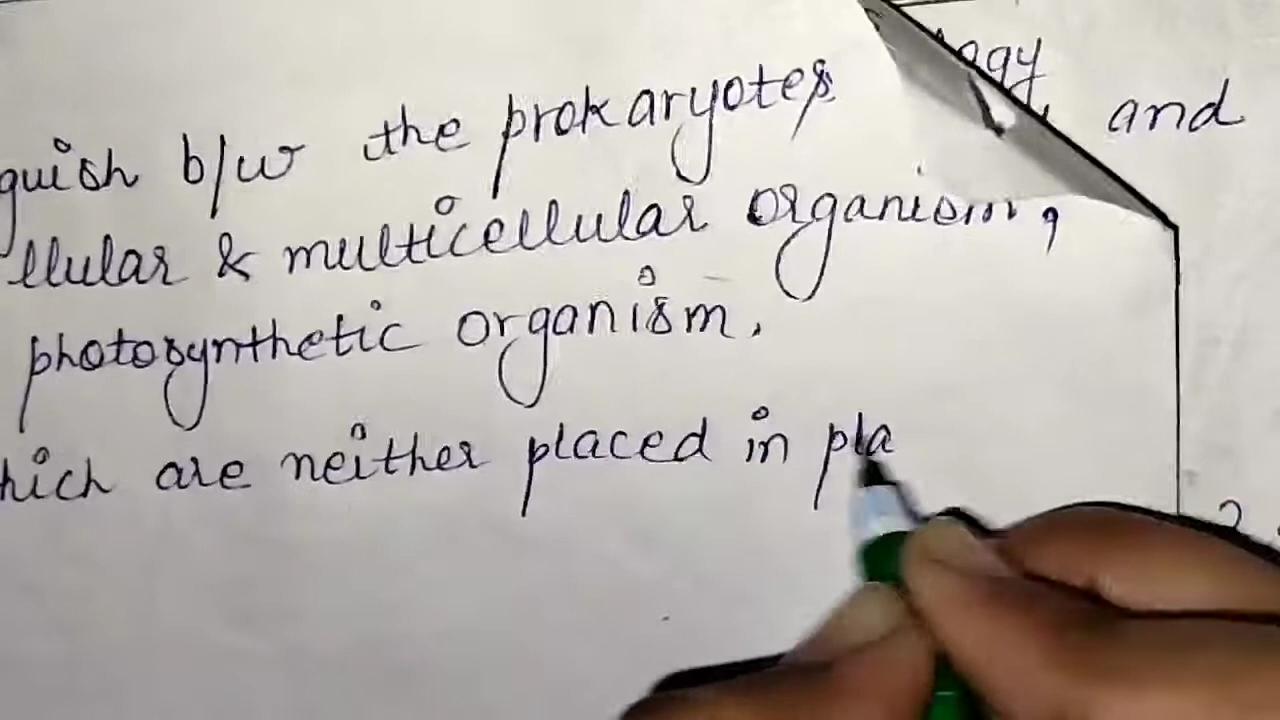 guish b/w the prokaryotes and
llular & multicellular organism,
photosynthetic organism.
hich are neither placed in pla